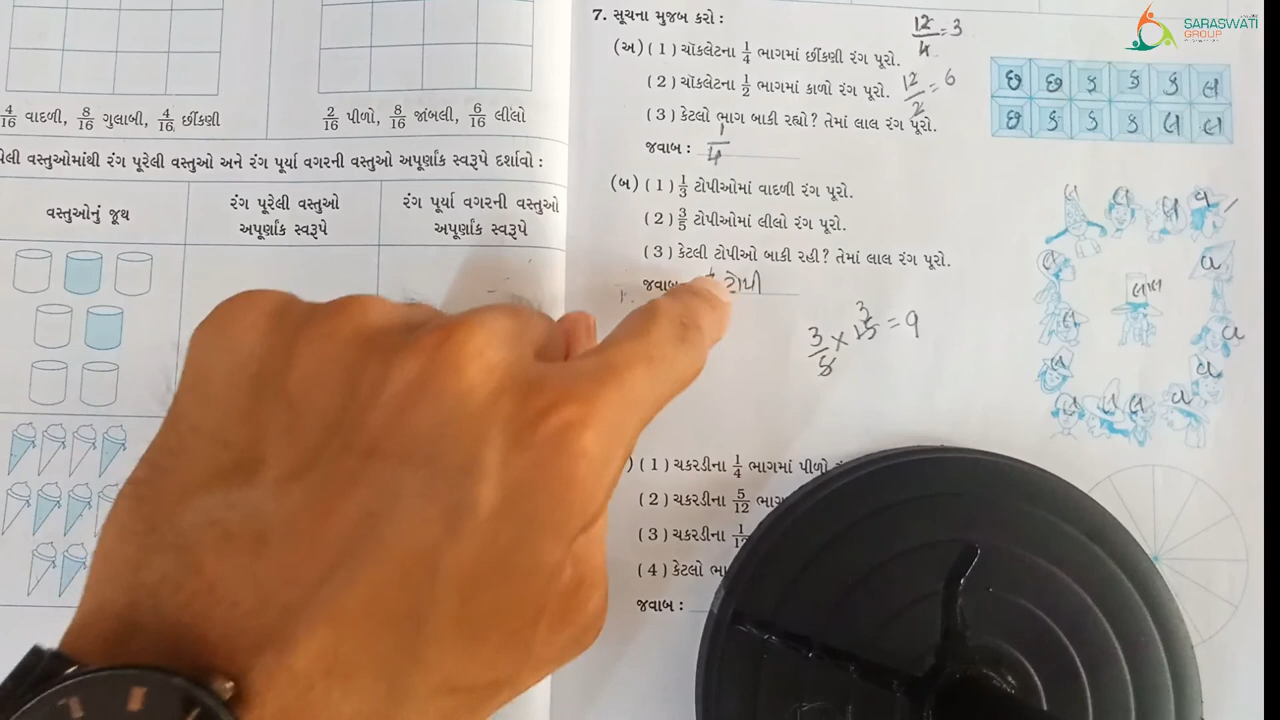 SARASWATI
GROUP
4/16 વાદળી, 8/16 ગુલાબી, 4/16 છીંકણી
2/16 પીળો, 8/16 જાંબલી, 6/16 લીલો
વસ્તુઓમાંથી રંગ પૂરેલી વસ્તુઓ અને રંગ પૂર્યા વગરની વસ્તુઓ અપૂર્ણાંક સ્વરૂપે દર્શાવો :
વસ્તુઓનું જૂથ
રંગ પૂરેલી વસ્તુઓ
અપૂર્ણાંક સ્વરૂપે
રંગ પૂર્યા વગરની વસ્તુઓ
અપૂર્ણાંક સ્વરૂપે
7. સૂચના મુજબ કરો :
12/4 = 3
(અ) (1) ચૉકલેટના 1/4 ભાગમાં છીંકણી રંગ પૂરો.
(2) ચૉકલેટના 1/2 ભાગમાં કાળો રંગ પૂરો. 12/2 = 6
(3) કેટલો ભાગ બાકી રહ્યો? તેમાં લાલ રંગ પૂરો.
જવાબ : 1/4
છ છ ક ક ક લ
છ ક ક ક લ લ
(બ) (1) 1/3 ટોપીઓમાં વાદળી રંગ પૂરો.
(2) 3/5 ટોપીઓમાં લીલો રંગ પૂરો.
(3) કેટલી ટોપીઓ બાકી રહી? તેમાં લાલ રંગ પૂરો.
ટોપી
લાલ
3/5 × 15 3 = 9
(1) ચકરડીના 1/4 ભાગમાં પીળો
(2) ચકરડીના 5/12
(3) ચકરડીના
(4) કેટલો
જવાબ :